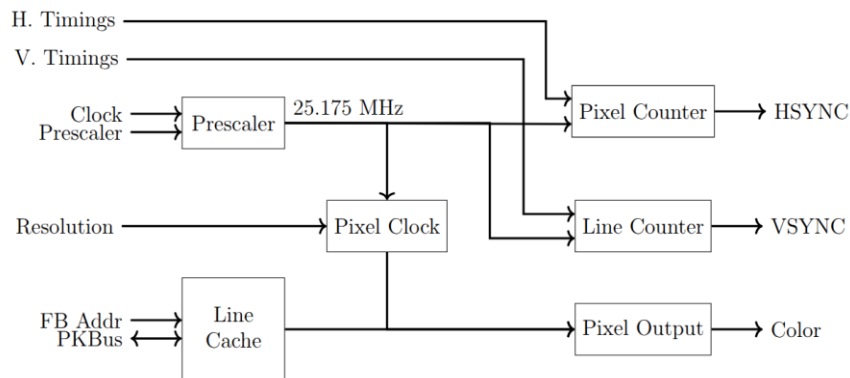 H. Timings
V. Timings
25.175 MHz
Clock
Prescaler
Prescaler
Pixel Counter
HSYNC
Resolution
Pixel Clock
Line Counter
VSYNC
FB Addr
PKBus
Line
Cache
Pixel Output
Color